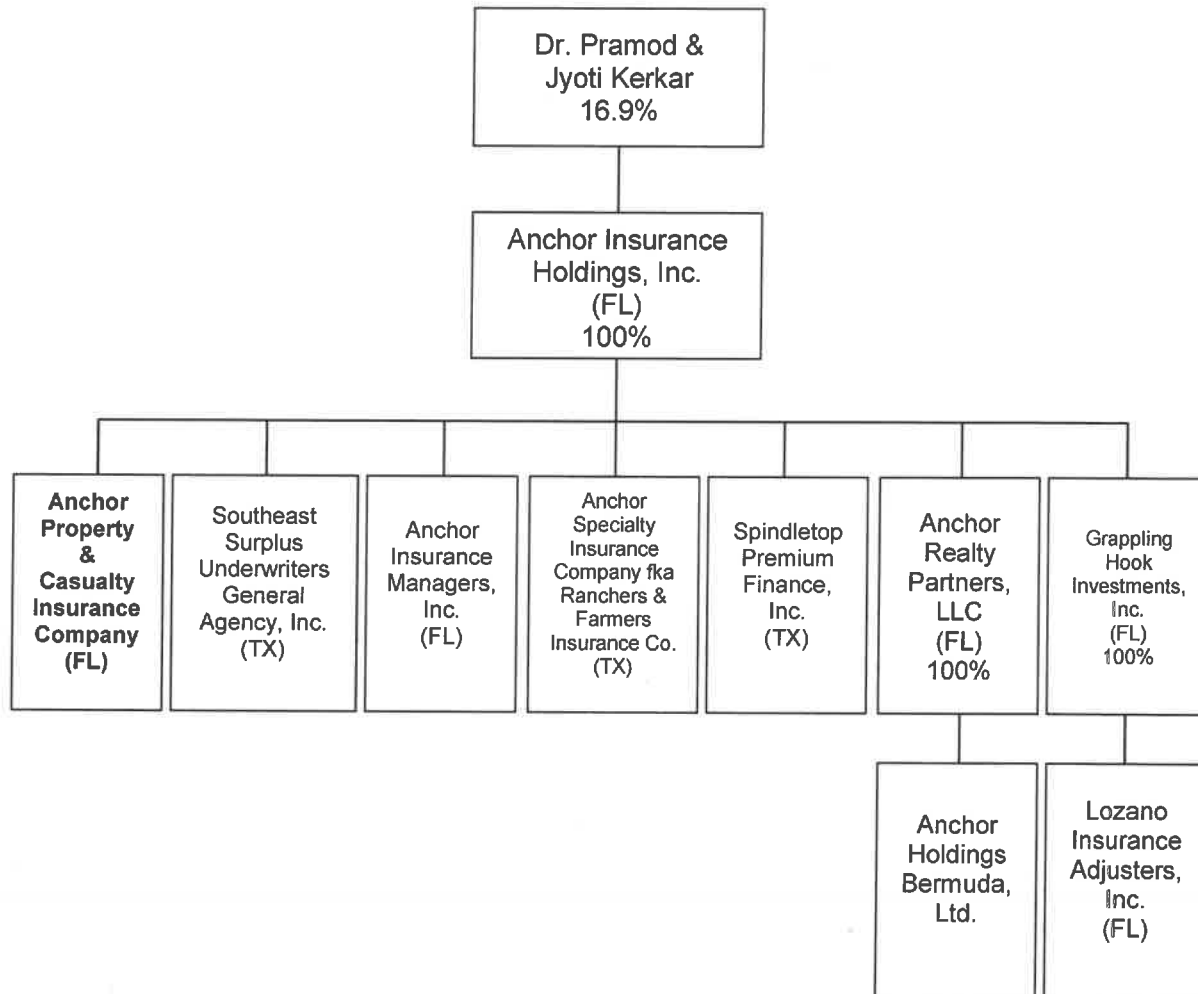 Dr. Pramod &
Jyoti Kerkar
16.9%
Anchor Insurance
Holdings, Inc.
(FL)
100%
Anchor
Property
&
Casualty
Insurance
Company
(FL)
Southeast
Surplus
Underwriters
General
Agency, Inc.
(TX)
Anchor
Insurance
Managers,
Inc.
(FL)
Anchor
Specialty
Insurance
Company fka
Ranchers &
Farmers
Insurance Co.
(TX)
Spindletop
Premium
Finance,
Inc.
(TX)
Anchor
Realty
Partners,
LLC
(FL)
100%
Grappling
Hook
Investments,
Inc.
(FL)
100%
Anchor
Holdings
Bermuda,
Ltd.
Lozano
Insurance
Adjusters,
Inc.
(FL)